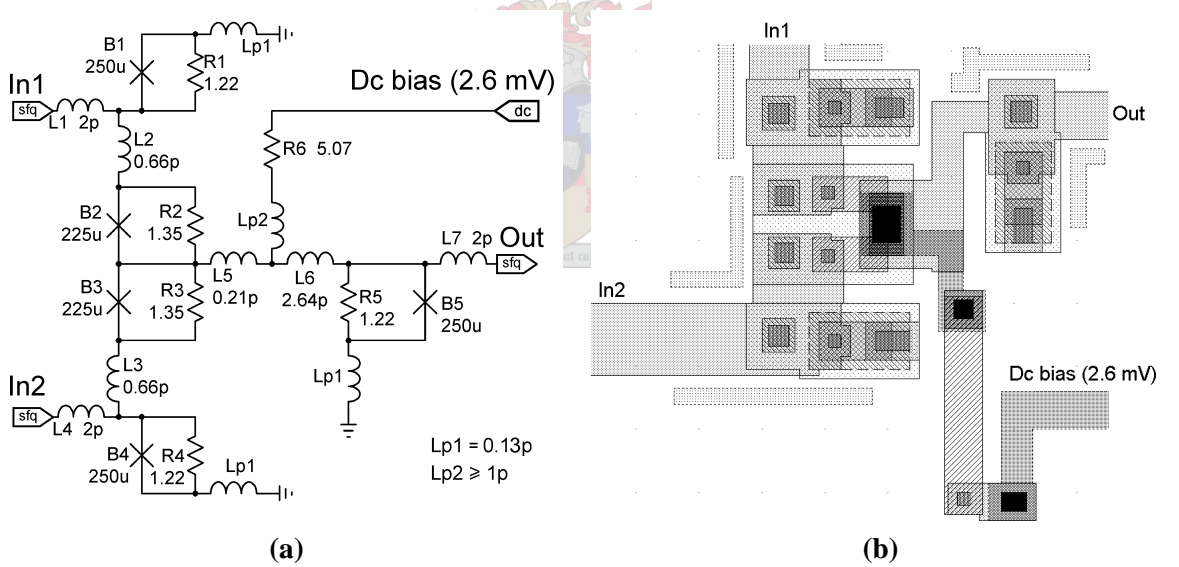 B1
250u
Lp1
R1
1.22
In1
sfq
L1 2p
L2
0.66p
Dc bias (2.6 mV)
dc
R6 5.07
B2
225u
R2
1.35
Lp2
L7 2p Out
sfq
B3
225u
R3
1.35
L5
0.21p
L6
2.64p
R5
1.22
B5
250u
L3
0.66p
Lp1
In2
sfq
L4 2p
B4
250u
R4
1.22
Lp1
Lp1 = 0.13p
Lp2 ⩾ 1p
(a)
In1
Out
In2
Dc bias (2.6 mV)
(b)